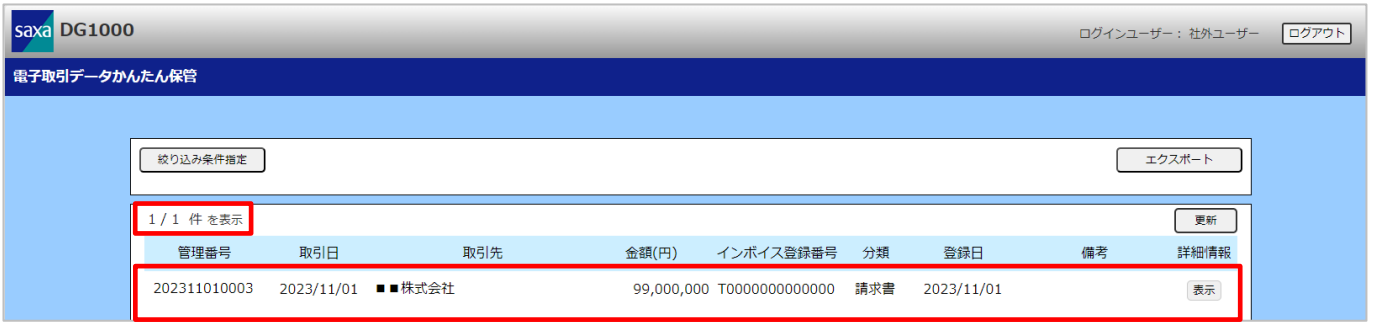 saxa DG1000 ログインユーザー： 社外ユーザー ログアウト
電子取引データかんたん保管
絞り込み条件指定 エクスポート
1 / 1 件 を表示 更新
管理番号 取引日 取引先 金額(円) インボイス登録番号 分類 登録日 備考 詳細情報
202311010003 2023/11/01 ■■株式会社 99,000,000 T0000000000000 請求書 2023/11/01 表示